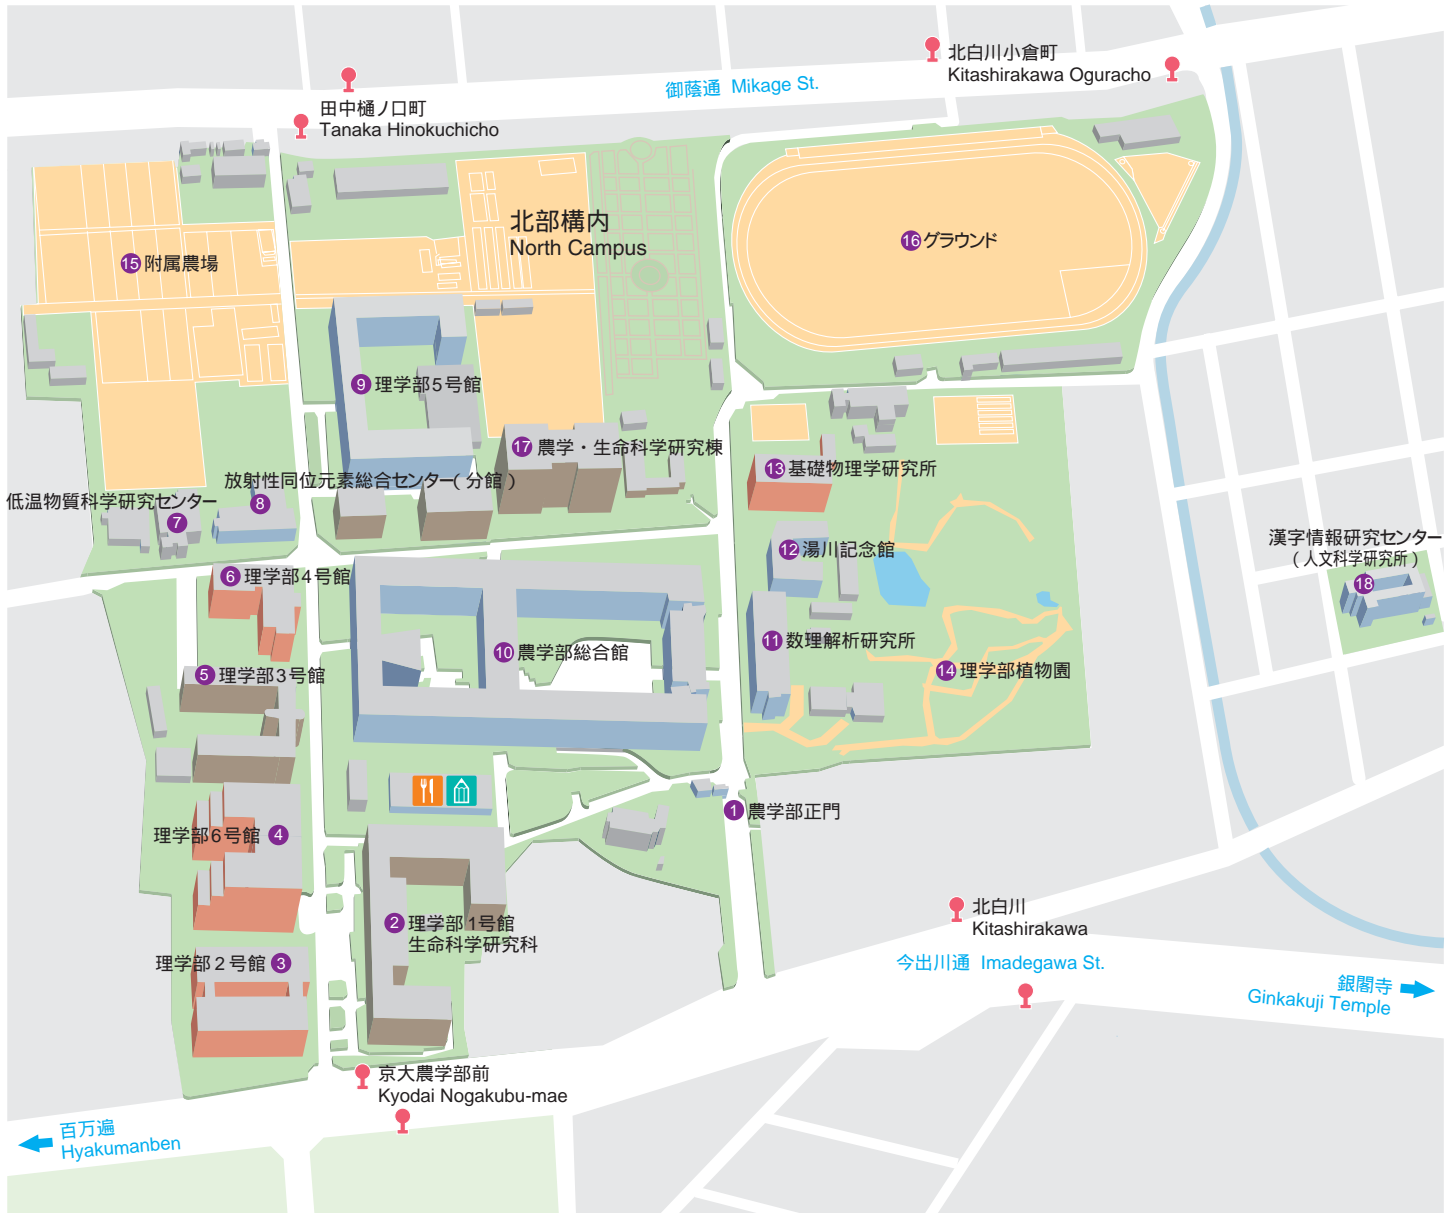 北白川小倉町
Kitashirakawa Oguracho
御蔭通 Mikage St.
田中樋ノ口町
Tanaka Hinokuchicho
北部構内
North Campus
16 グラウンド
15 附属農場
9 理学部5号館
17 農学・生命科学研究棟
13 基礎物理学研究所
放射性同位元素総合センター(分館)
8
低温物質科学研究センター
7
12 湯川記念館
漢字情報研究センター
(人文科学研究所)
18
6 理学部4号館
11 数理解析研究所
10 農学部総合館
5 理学部3号館
14 理学部植物園
1 農学部正門
理学部6号館 4
2 理学部1号館
生命科学研究科
北白川
Kitashirakawa
理学部2号館 3
今出川通 Imadegawa St.
銀閣寺
Ginkakuji Temple
京大農学部前
Kyodai Nogakubu-mae
百万遍
Hyakumanben